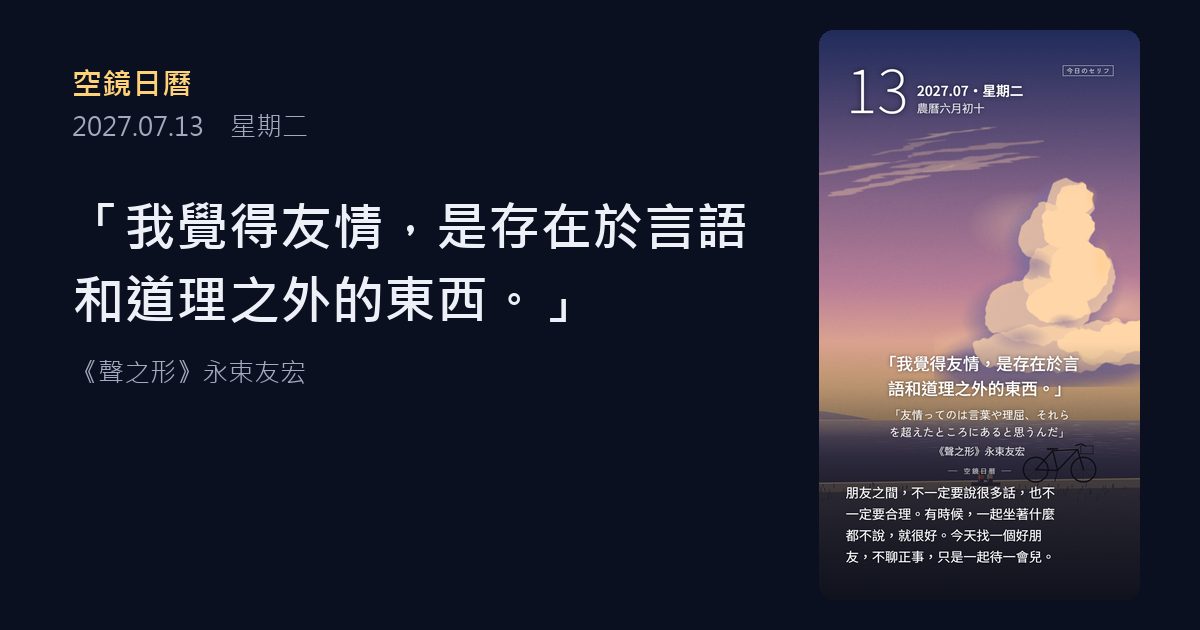 空鏡日曆
2027.07.13 星期二
「我覺得友情，是存在於言語
和道理之外的東西。」
《聲之形》永束友宏
今日のセリフ
13
2027.07・星期二
農曆六月初十
「我覺得友情，是存在於言
語和道理之外的東西。」
「友情ってのは言葉や理屈、それら
を超えたところにあると思うんだ」
《聲之形》永束友宏
— 空鏡日曆 —
朋友之間，不一定要說很多話，也不
一定要合理。有時候，一起坐著什麼
都不說，就很好。今天找一個好朋
友，不聊正事，只是一起待一會兒。